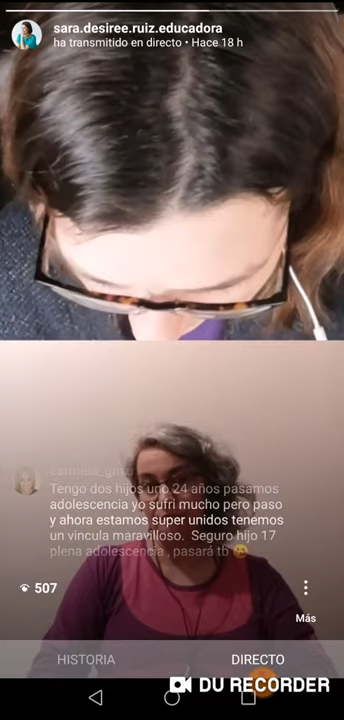 sara.desiree.ruiz.educadora
ha transmitido en directo • Hace 18 h
Tengo dos hijos uno 24 años pasamos
adolescencia yo sufri mucho pero paso
y ahora estamos super unidos tenemos
un vincula maravilloso. Seguro hijo 17
plena adolescencia , pasará tb
507
Más
HISTORIA
DIRECTO
DU RECORDER